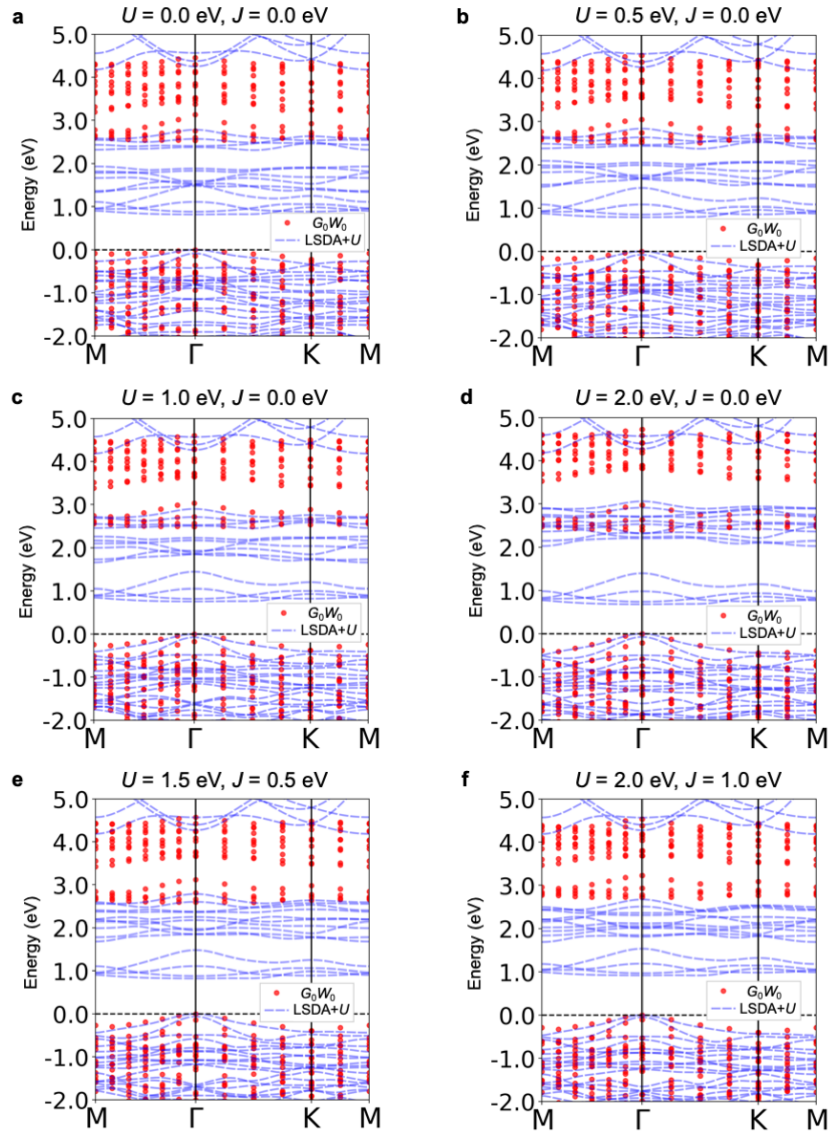 a
U = 0.0 eV, J = 0.0 eV
5.0
4.0
3.0
2.0
1.0
0.0
-1.0
-2.0
Energy (eV)
G₀W₀
LSDA+U
M Γ K M
b
U = 0.5 eV, J = 0.0 eV
5.0
4.0
3.0
2.0
1.0
0.0
-1.0
-2.0
Energy (eV)
G₀W₀
LSDA+U
M Γ K M
c
U = 1.0 eV, J = 0.0 eV
5.0
4.0
3.0
2.0
1.0
0.0
-1.0
-2.0
Energy (eV)
G₀W₀
LSDA+U
M Γ K M
d
U = 2.0 eV, J = 0.0 eV
5.0
4.0
3.0
2.0
1.0
0.0
-1.0
-2.0
Energy (eV)
G₀W₀
LSDA+U
M Γ K M
e
U = 1.5 eV, J = 0.5 eV
5.0
4.0
3.0
2.0
1.0
0.0
-1.0
-2.0
Energy (eV)
G₀W₀
LSDA+U
M Γ K M
f
U = 2.0 eV, J = 1.0 eV
5.0
4.0
3.0
2.0
1.0
0.0
-1.0
-2.0
Energy (eV)
G₀W₀
LSDA+U
M Γ K M